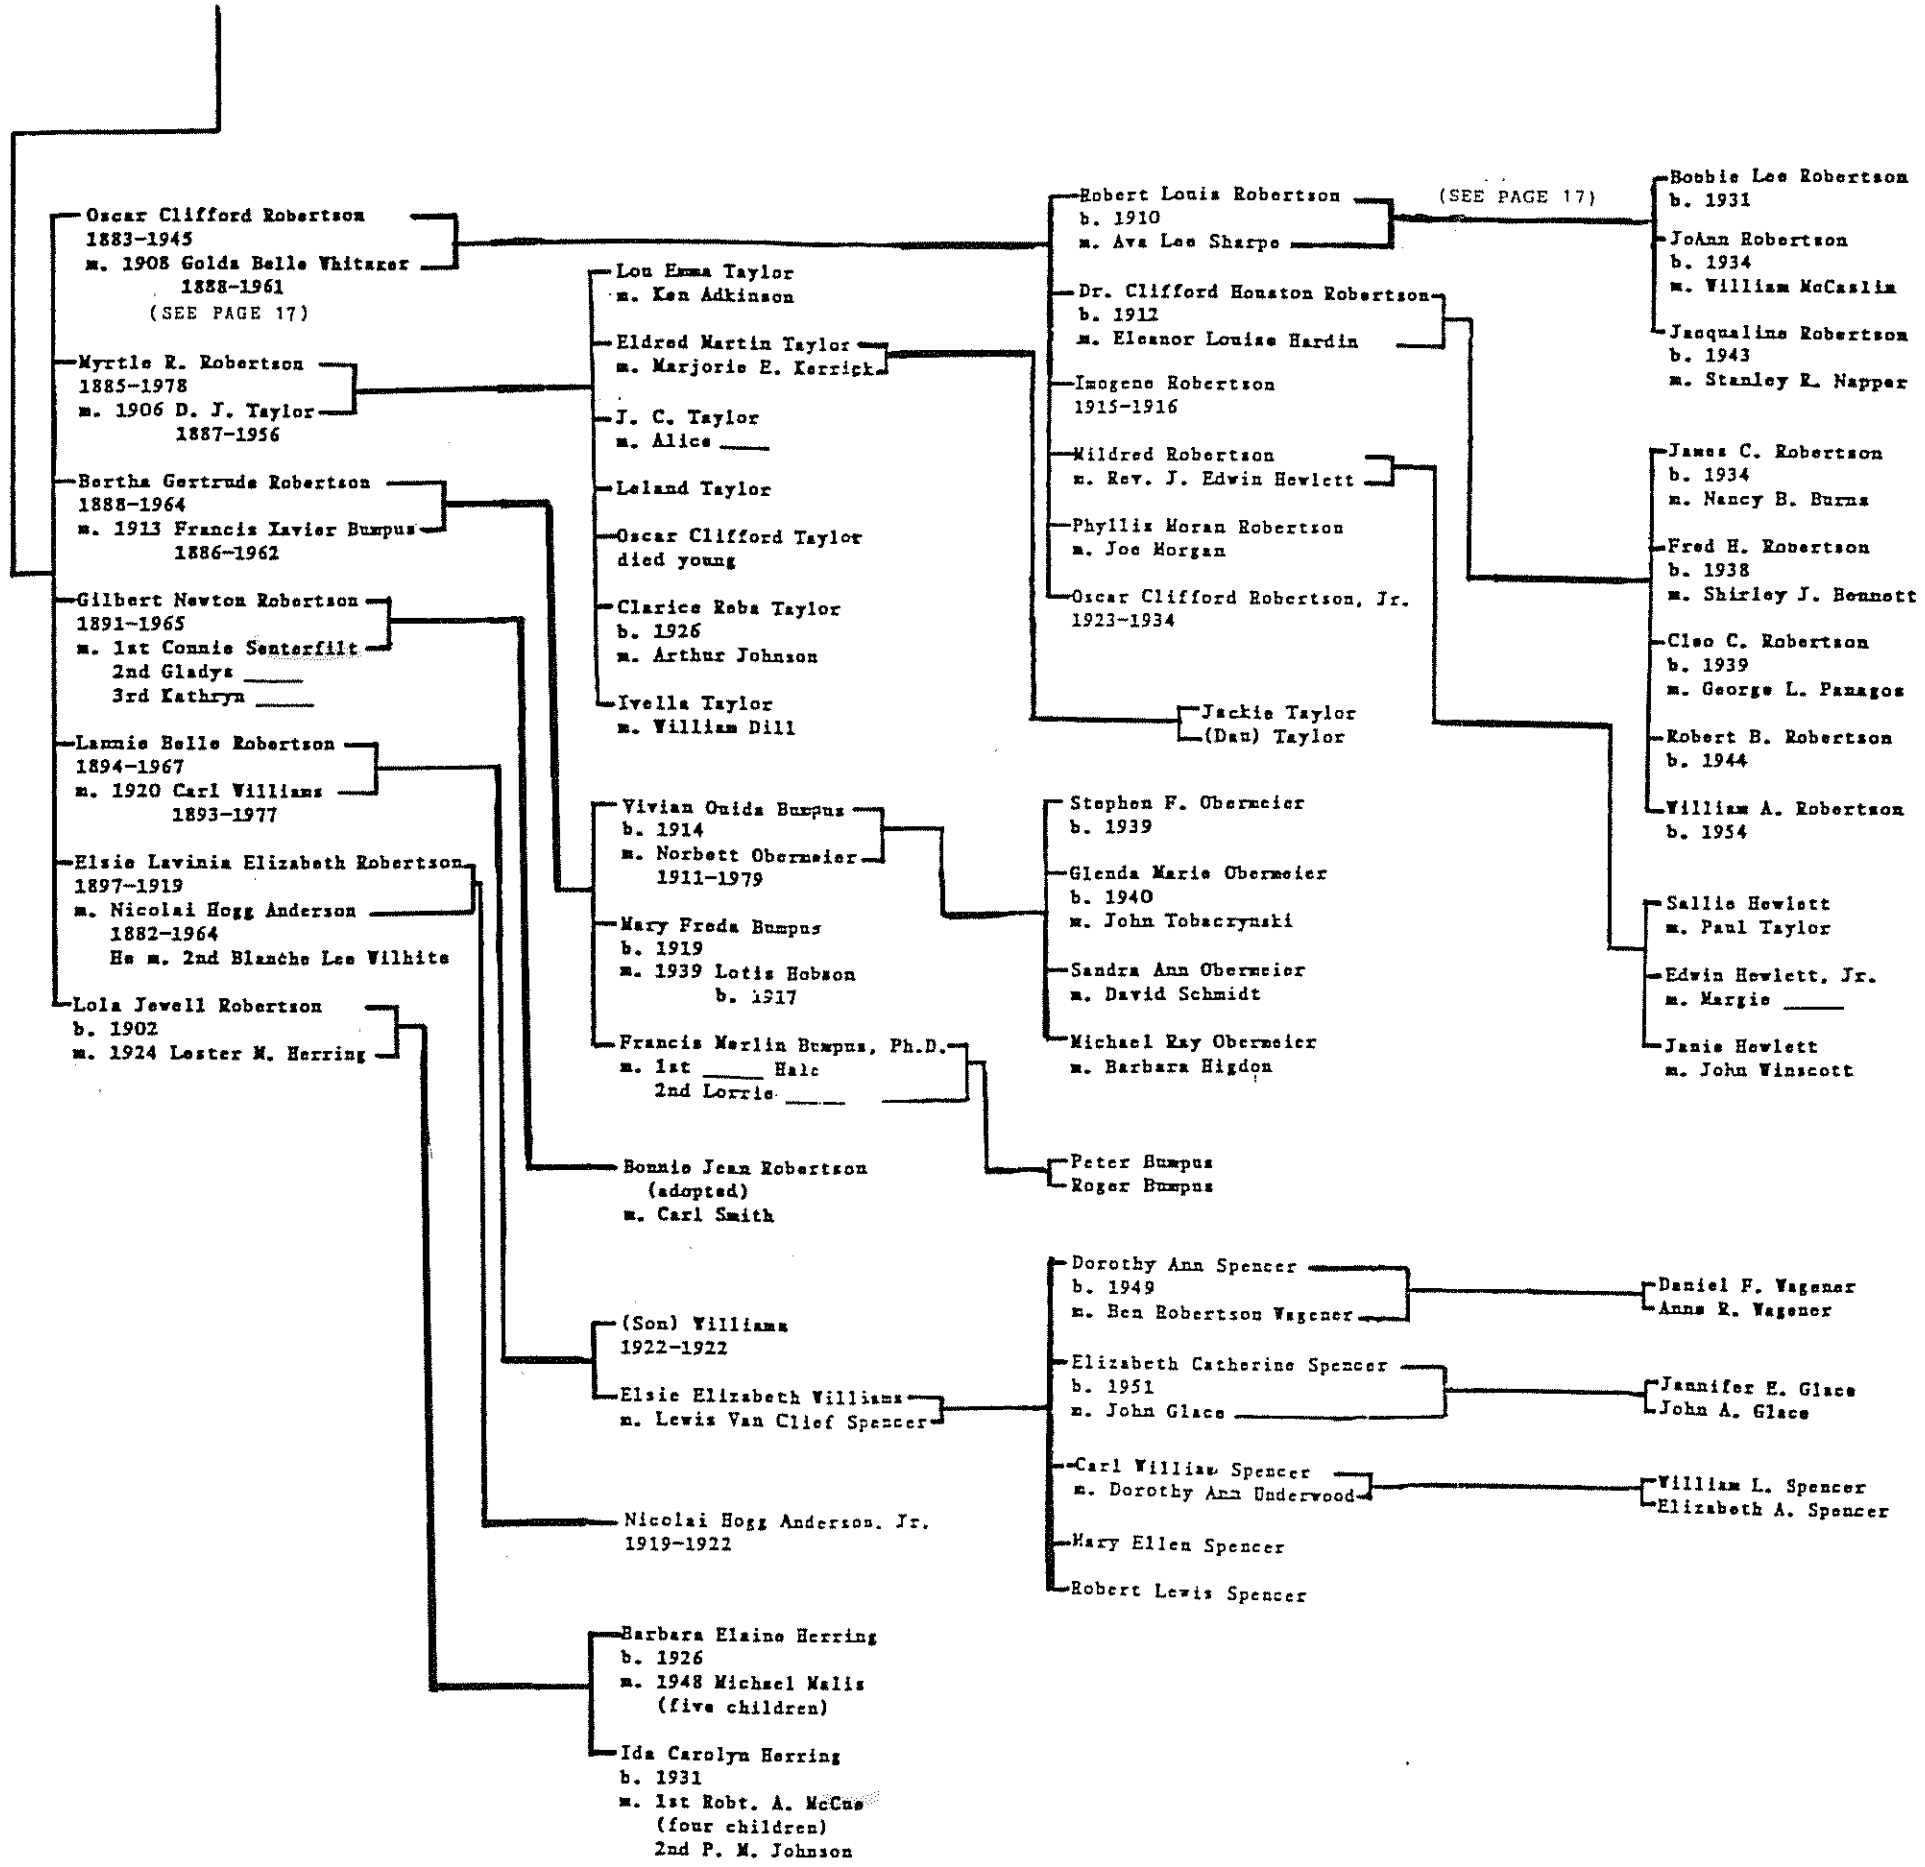 Oscar Clifford Robertson
1883-1945
m. 1908 Golda Belle Whitaker
1888-1961
(SEE PAGE 17)
Myrtle R. Robertson
1885-1978
m. 1906 D. J. Taylor
1887-1956
Bertha Gertrude Robertson
1888-1964
m. 1913 Francis Xavier Bumpus
1886-1962
Gilbert Newton Robertson
1891-1965
m. 1st Connie Senterfilt
2nd Gladys ____
3rd Kathryn ____
Lannie Belle Robertson
1894-1967
m. 1920 Carl Williams
1893-1977
Elsie Lavinia Elizabeth Robertson
1897-1919
m. Nicolai Hogg Anderson
1882-1964
He m. 2nd Blanche Lee Wilhite
Lola Jewell Robertson
b. 1902
m. 1924 Lester M. Herring
Lou Emma Taylor
m. Ken Adkinson
Eldred Martin Taylor
m. Marjorie E. Kerrick
J. C. Taylor
m. Alice ____
Leland Taylor
Oscar Clifford Taylor
died young
Clarice Reba Taylor
b. 1926
m. Arthur Johnson
Ivella Taylor
m. William Dill
Vivian Ouida Bumpus
b. 1914
m. Norbett Obermeier
1911-1979
Mary Freda Bumpus
b. 1919
m. 1939 Lotis Hobson
b. 1917
Francis Merlin Bumpus, Ph.D.
m. 1st ____ Hale
2nd Lorrie ____
Bonnie Jean Robertson
(adopted)
m. Carl Smith
(Son) Williams
1922-1922
Elsie Elizabeth Williams
m. Lewis Van Clief Spencer
Nicolai Hogg Anderson, Jr.
1919-1922
Barbara Elaine Herring
b. 1926
m. 1948 Michael Malis
(five children)
Ida Carolyn Herring
b. 1931
m. 1st Robt. A. McCue
(four children)
2nd P. M. Johnson
Robert Louis Robertson
b. 1910
m. Ava Lee Sharpe
(SEE PAGE 17)
Dr. Clifford Houston Robertson
b. 1912
m. Eleanor Louise Hardin
Imogene Robertson
1915-1916
Mildred Robertson
m. Rev. J. Edwin Hewlett
Phyllis Moran Robertson
m. Joe Morgan
Oscar Clifford Robertson, Jr.
1923-1934
Jackie Taylor
(Dau) Taylor
Stephen F. Obermeier
b. 1939
Glenda Marie Obermeier
b. 1940
m. John Tobaczynski
Sandra Ann Obermeier
m. David Schmidt
Michael Ray Obermeier
m. Barbara Higdon
Peter Bumpus
Roger Bumpus
Dorothy Ann Spencer
b. 1949
m. Ben Robertson Wagener
Elizabeth Catherine Spencer
b. 1951
m. John Glace
Carl William Spencer
m. Dorothy Ann Underwood
Mary Ellen Spencer
Robert Lewis Spencer
Bobbie Lee Robertson
b. 1931
JoAnn Robertson
b. 1934
m. William McCaslin
Jacqualine Robertson
b. 1943
m. Stanley R. Napper
James C. Robertson
b. 1934
m. Nancy B. Burns
Fred H. Robertson
b. 1938
m. Shirley J. Bennett
Cleo C. Robertson
b. 1939
m. George L. Panagos
Robert B. Robertson
b. 1944
William A. Robertson
b. 1954
Sallie Hewlett
m. Paul Taylor
Edwin Hewlett, Jr.
m. Margie ____
Janie Hewlett
m. John Winscott
Daniel F. Wagener
Anne R. Wagener
Jannifer E. Glace
John A. Glace
William L. Spencer
Elizabeth A. Spencer